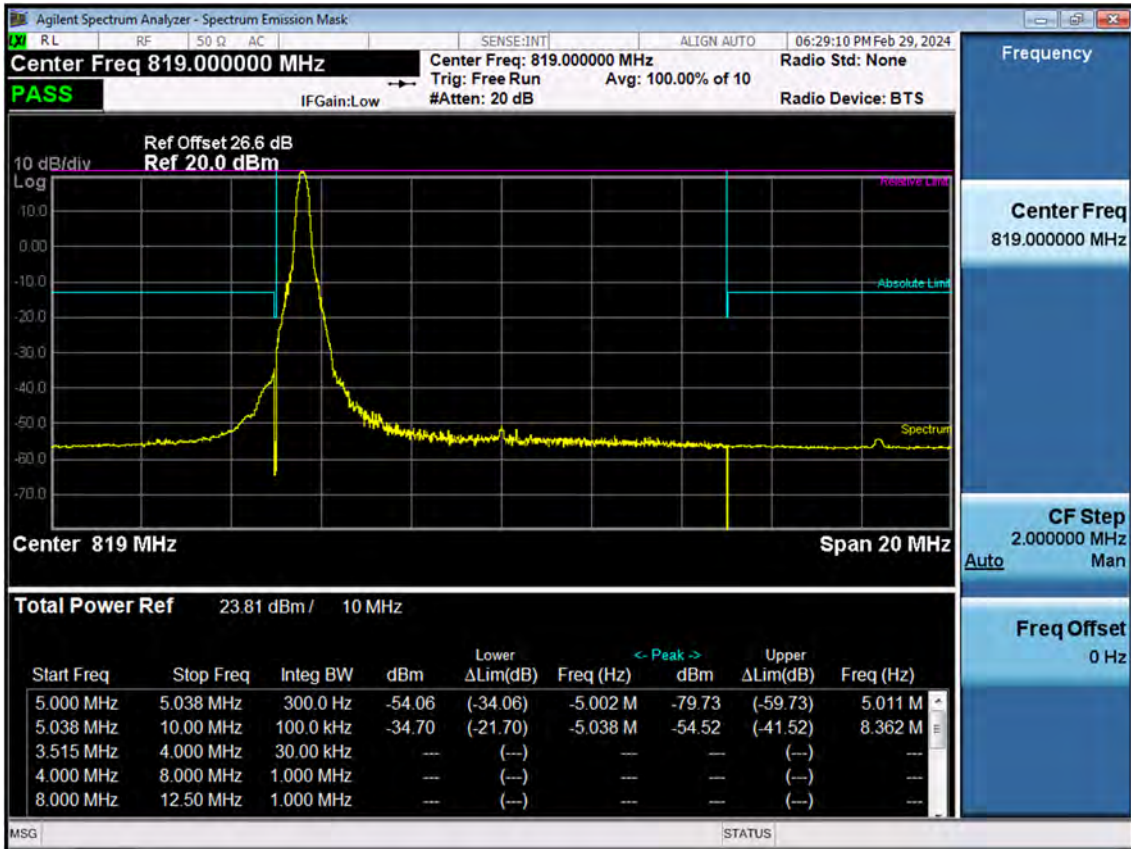 Agilent Spectrum Analyzer - Spectrum Emission Mask
LXI RL RF 50 Ω AC SENSE:INT ALIGN AUTO 06:29:10 PM Feb 29, 2024
Center Freq 819.000000 MHz Center Freq: 819.000000 MHz Radio Std: None
Trig: Free Run Avg: 100.00% of 10
PASS IFGain:Low #Atten: 20 dB Radio Device: BTS
Ref Offset 26.6 dB
10 dB/div Ref 20.0 dBm
Log
Relative Limit
10.0
0.00
-10.0
Absolute Limit
-20.0
-30.0
-40.0
-50.0
Spectrum
-60.0
-70.0
Center 819 MHz Span 20 MHz
Total Power Ref 23.81 dBm / 10 MHz
Lower <- Peak -> Upper
Start Freq Stop Freq Integ BW dBm ΔLim(dB) Freq (Hz) dBm ΔLim(dB) Freq (Hz)
5.000 MHz 5.038 MHz 300.0 Hz -54.06 (-34.06) -5.002 M -79.73 (-59.73) 5.011 M
5.038 MHz 10.00 MHz 100.0 kHz -34.70 (-21.70) -5.038 M -54.52 (-41.52) 8.362 M
3.515 MHz 4.000 MHz 30.00 kHz --- (---) --- --- (---) ---
4.000 MHz 8.000 MHz 1.000 MHz --- (---) --- --- (---) ---
8.000 MHz 12.50 MHz 1.000 MHz --- (---) --- --- (---) ---
MSG STATUS
Frequency
Center Freq
819.000000 MHz
CF Step
2.000000 MHz
Auto Man
Freq Offset
0 Hz